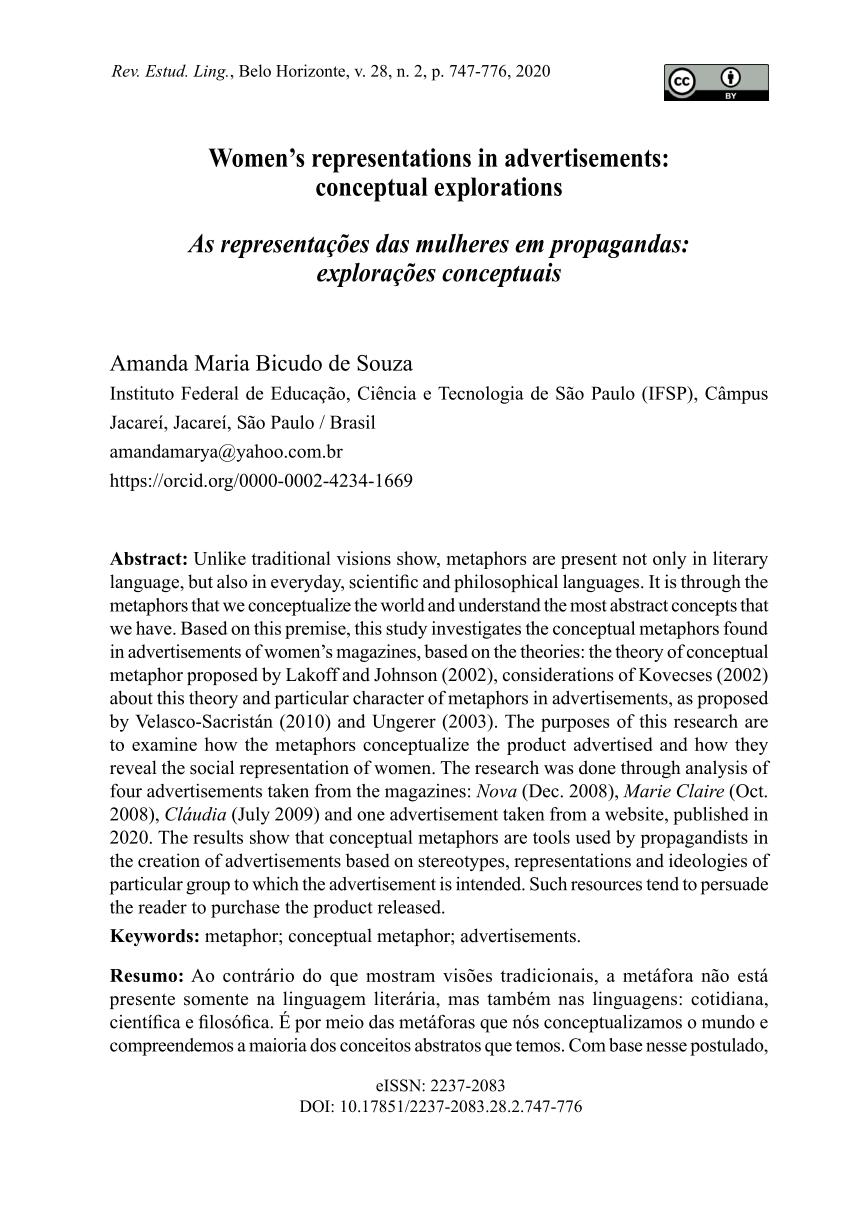 Rev. Estud. Ling., Belo Horizonte, v. 28, n. 2, p. 747-776, 2020
cc
BY
Women’s representations in advertisements:
conceptual explorations
As representações das mulheres em propagandas:
explorações conceptuais
Amanda Maria Bicudo de Souza
Instituto Federal de Educação, Ciência e Tecnologia de São Paulo (IFSP), Câmpus
Jacareí, Jacareí, São Paulo / Brasil
amandamarya@yahoo.com.br
https://orcid.org/0000-0002-4234-1669
Abstract: Unlike traditional visions show, metaphors are present not only in literary
language, but also in everyday, scientific and philosophical languages. It is through the
metaphors that we conceptualize the world and understand the most abstract concepts that
we have. Based on this premise, this study investigates the conceptual metaphors found
in advertisements of women’s magazines, based on the theories: the theory of conceptual
metaphor proposed by Lakoff and Johnson (2002), considerations of Kovecses (2002)
about this theory and particular character of metaphors in advertisements, as proposed
by Velasco-Sacristán (2010) and Ungerer (2003). The purposes of this research are
to examine how the metaphors conceptualize the product advertised and how they
reveal the social representation of women. The research was done through analysis of
four advertisements taken from the magazines: Nova (Dec. 2008), Marie Claire (Oct.
2008), Cláudia (July 2009) and one advertisement taken from a website, published in
2020. The results show that conceptual metaphors are tools used by propagandists in
the creation of advertisements based on stereotypes, representations and ideologies of
particular group to which the advertisement is intended. Such resources tend to persuade
the reader to purchase the product released.
Keywords: metaphor; conceptual metaphor; advertisements.
Resumo: Ao contrário do que mostram visões tradicionais, a metáfora não está
presente somente na linguagem literária, mas também nas linguagens: cotidiana,
científica e filosófica. É por meio das metáforas que nós conceptualizamos o mundo e
compreendemos a maioria dos conceitos abstratos que temos. Com base nesse postulado,
eISSN: 2237-2083
DOI: 10.17851/2237-2083.28.2.747-776